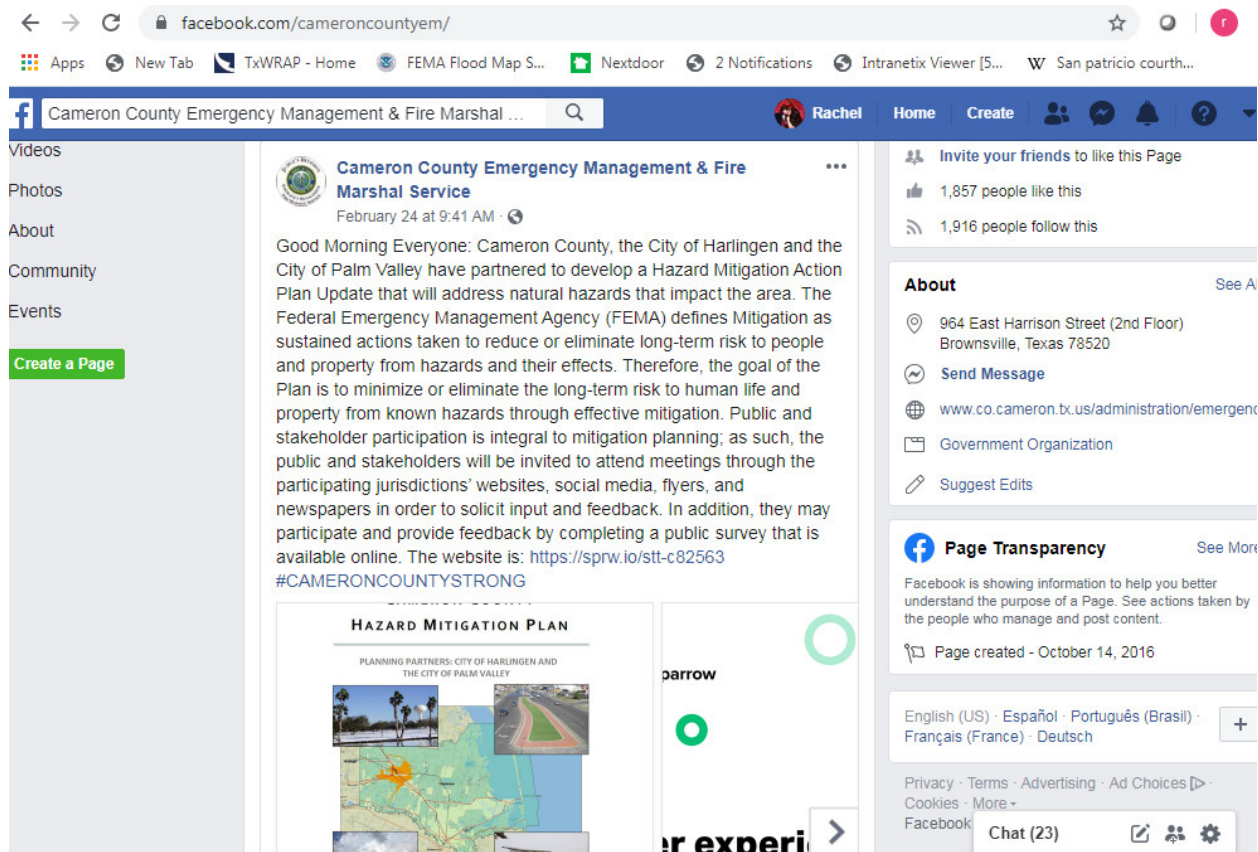 facebook.com/cameroncountyem/
r
Apps
New Tab
TxWRAP - Home
FEMA Flood Map S...
Nextdoor
2 Notifications
Intranetix Viewer [5...
W San patricio courth...
Cameron County Emergency Management & Fire Marshal ...
Rachel
Home
Create
Videos
Photos
About
Community
Events
Create a Page
Cameron County Emergency Management & Fire
Marshal Service
February 24 at 9:41 AM ·
Good Morning Everyone: Cameron County, the City of Harlingen and the
City of Palm Valley have partnered to develop a Hazard Mitigation Action
Plan Update that will address natural hazards that impact the area. The
Federal Emergency Management Agency (FEMA) defines Mitigation as
sustained actions taken to reduce or eliminate long-term risk to people
and property from hazards and their effects. Therefore, the goal of the
Plan is to minimize or eliminate the long-term risk to human life and
property from known hazards through effective mitigation. Public and
stakeholder participation is integral to mitigation planning; as such, the
public and stakeholders will be invited to attend meetings through the
participating jurisdictions' websites, social media, flyers, and
newspapers in order to solicit input and feedback. In addition, they may
participate and provide feedback by completing a public survey that is
available online. The website is: https://sprw.io/stt-c82563
#CAMERONCOUNTYSTRONG
CAMERON COUNTY
HAZARD MITIGATION PLAN
PLANNING PARTNERS: CITY OF HARLINGEN AND
THE CITY OF PALM VALLEY
parrow
er experi
Invite your friends to like this Page
1,857 people like this
1,916 people follow this
About
See Al
964 East Harrison Street (2nd Floor)
Brownsville, Texas 78520
Send Message
www.co.cameron.tx.us/administration/emergenc
Government Organization
Suggest Edits
Page Transparency
See More
Facebook is showing information to help you better
understand the purpose of a Page. See actions taken by
the people who manage and post content.
Page created - October 14, 2016
English (US) · Español · Português (Brasil) ·
Français (France) · Deutsch
Privacy · Terms · Advertising · Ad Choices ·
Cookies · More
Facebook
Chat (23)